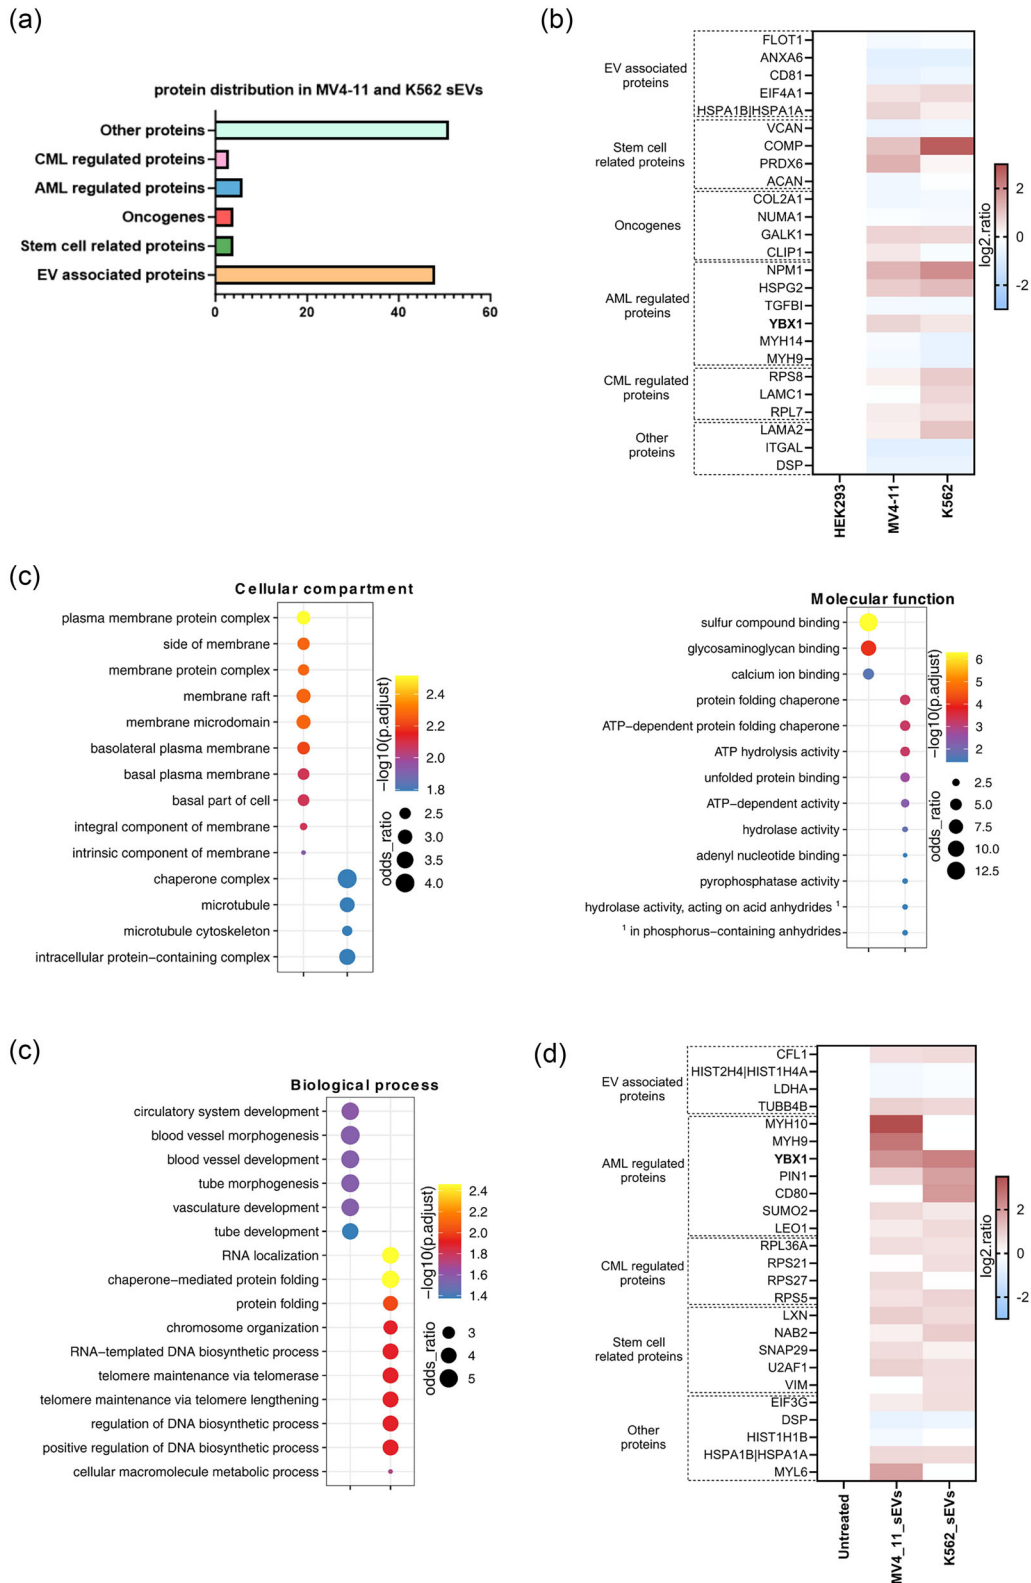 (a)
protein distribution in MV4-11 and K562 sEVs
Other proteins
CML regulated proteins
AML regulated proteins
Oncogenes
Stem cell related proteins
EV associated proteins
0
20
40
60
(b)
EV associated
proteins
Stem cell
related proteins
Oncogenes
AML regulated
proteins
CML regulated
proteins
Other
proteins
FLOT1
ANXA6
CD81
EIF4A1
HSPA1B|HSPA1A
VCAN
COMP
PRDX6
ACAN
COL2A1
NUMA1
GALK1
CLIP1
NPM1
HSPG2
TGFBI
YBX1
MYH14
MYH9
RPS8
LAMC1
RPL7
LAMA2
ITGAL
DSP
HEK293
MV4-11
K562
log2.ratio
2
0
-2
(c)
Cellular compartment
plasma membrane protein complex
side of membrane
membrane protein complex
membrane raft
membrane microdomain
basolateral plasma membrane
basal plasma membrane
basal part of cell
integral component of membrane
intrinsic component of membrane
chaperone complex
microtubule
microtubule cytoskeleton
intracellular protein-containing complex
−log10(p.adjust)
2.4
2.2
2.0
1.8
odds_ratio
2.5
3.0
3.5
4.0
Molecular function
sulfur compound binding
glycosaminoglycan binding
calcium ion binding
protein folding chaperone
ATP−dependent protein folding chaperone
ATP hydrolysis activity
unfolded protein binding
ATP−dependent activity
hydrolase activity
adenyl nucleotide binding
pyrophosphatase activity
hydrolase activity, acting on acid anhydrides 1
1 in phosphorus-containing anhydrides
−log10(p.adjust)
6
5
4
3
2
odds_ratio
2.5
5.0
7.5
10.0
12.5
(c)
Biological process
circulatory system development
blood vessel morphogenesis
blood vessel development
tube morphogenesis
vasculature development
tube development
RNA localization
chaperone-mediated protein folding
protein folding
chromosome organization
RNA−templated DNA biosynthetic process
telomere maintenance via telomerase
telomere maintenance via telomere lengthening
regulation of DNA biosynthetic process
positive regulation of DNA biosynthetic process
cellular macromolecule metabolic process
−log10(p.adjust)
2.4
2.2
2.0
1.8
1.6
1.4
odds_ratio
3
4
5
(d)
EV associated
proteins
AML regulated
proteins
CML regulated
proteins
Stem cell
related proteins
Other
proteins
CFL1
HIST2H4|HIST1H4A
LDHA
TUBB4B
MYH10
MYH9
YBX1
PIN1
CD80
SUMO2
LEO1
RPL36A
RPS21
RPS27
RPS5
LXN
NAB2
SNAP29
U2AF1
VIM
EIF3G
DSP
HIST1H1B
HSPA1B|HSPA1A
MYL6
Untreated
MV4_11_sEVs
K562_sEVs
log2.ratio
2
0
-2